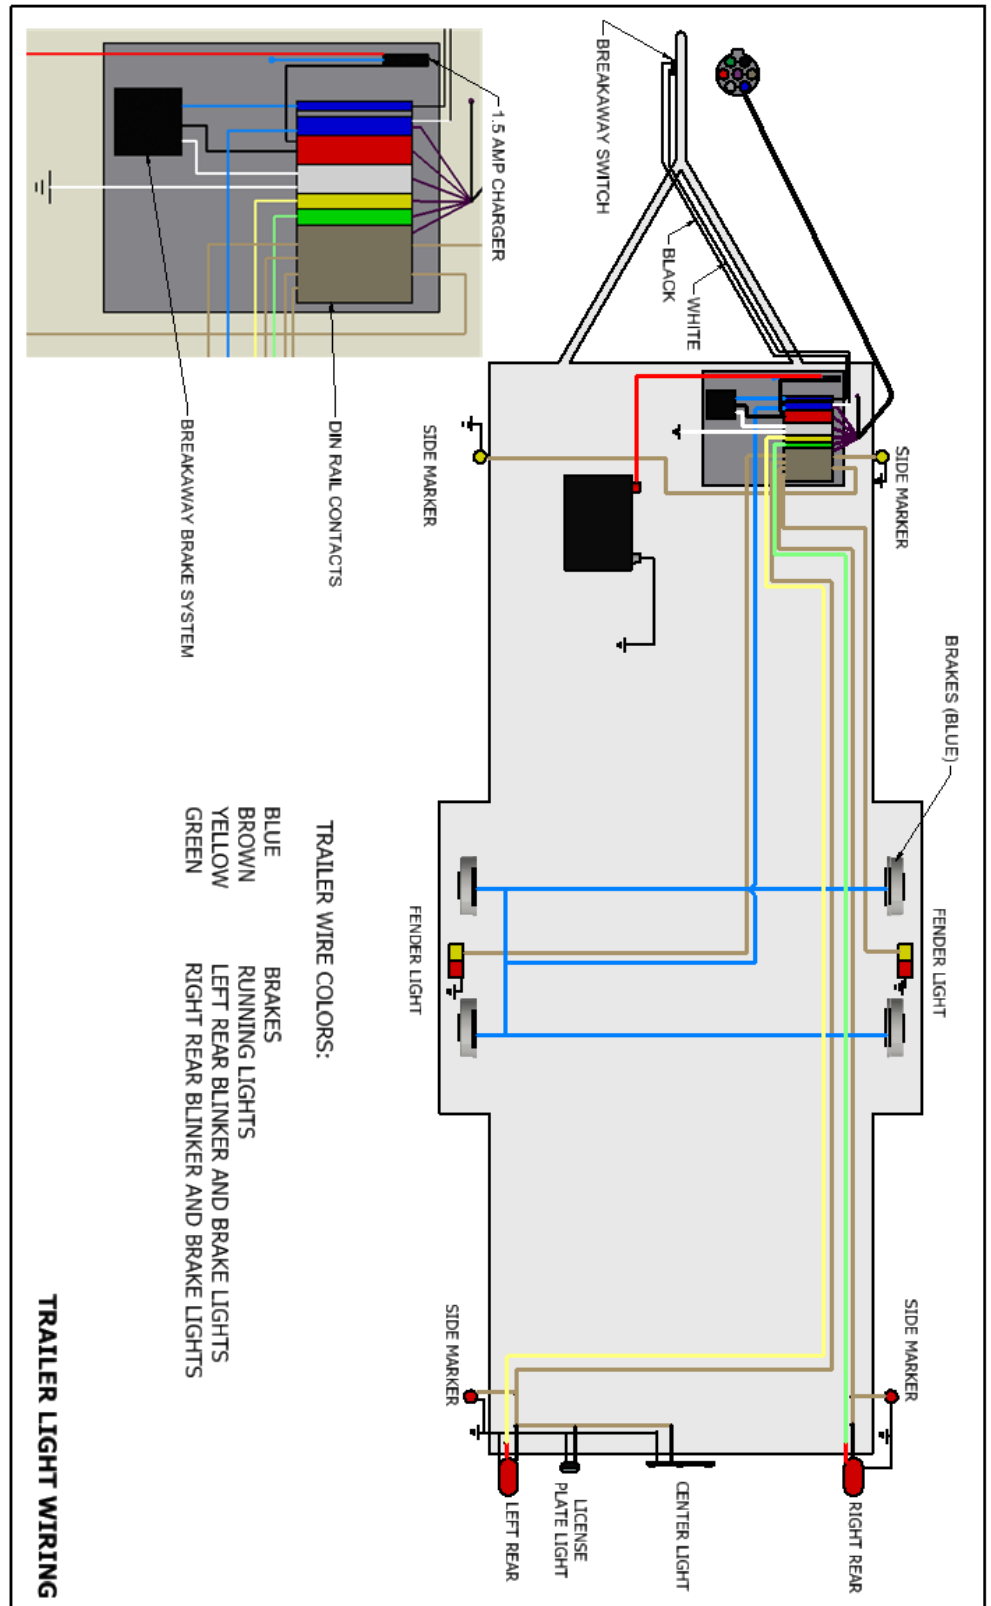 BREAKAWAY SWITCH
1.5 AMP CHARGER
BLACK
WHITE
DIN RAIL CONTACTS
BREAKAWAY BRAKE SYSTEM
SIDE MARKER
SIDE MARKER
BRAKES (BLUE)
FENDER LIGHT
FENDER LIGHT
TRAILER WIRE COLORS:
BLUE BRAKES
BROWN RUNNING LIGHTS
YELLOW LEFT REAR BLINKER AND BRAKE LIGHTS
GREEN RIGHT REAR BLINKER AND BRAKE LIGHTS
SIDE MARKER
SIDE MARKER
RIGHT REAR
CENTER LIGHT
LICENSE
PLATE LIGHT
LEFT REAR
TRAILER LIGHT WIRING